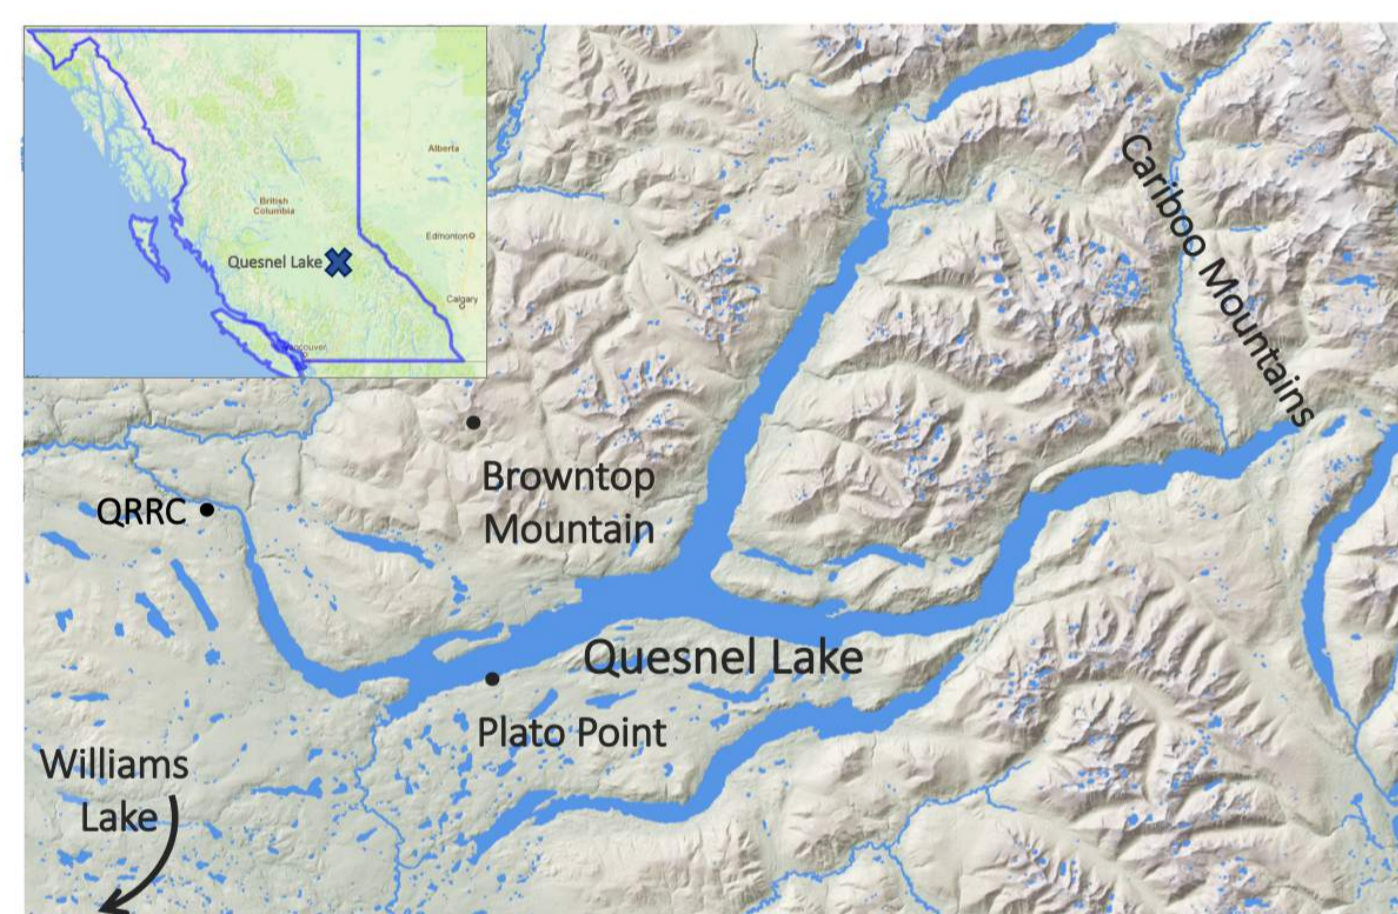 Alberta
British
Columbia
Edmonton
Quesnel Lake
Calgary
Vancouver
Cariboo Mountains
Browntop
Mountain
QRRC
Quesnel Lake
Plato Point
Williams
Lake